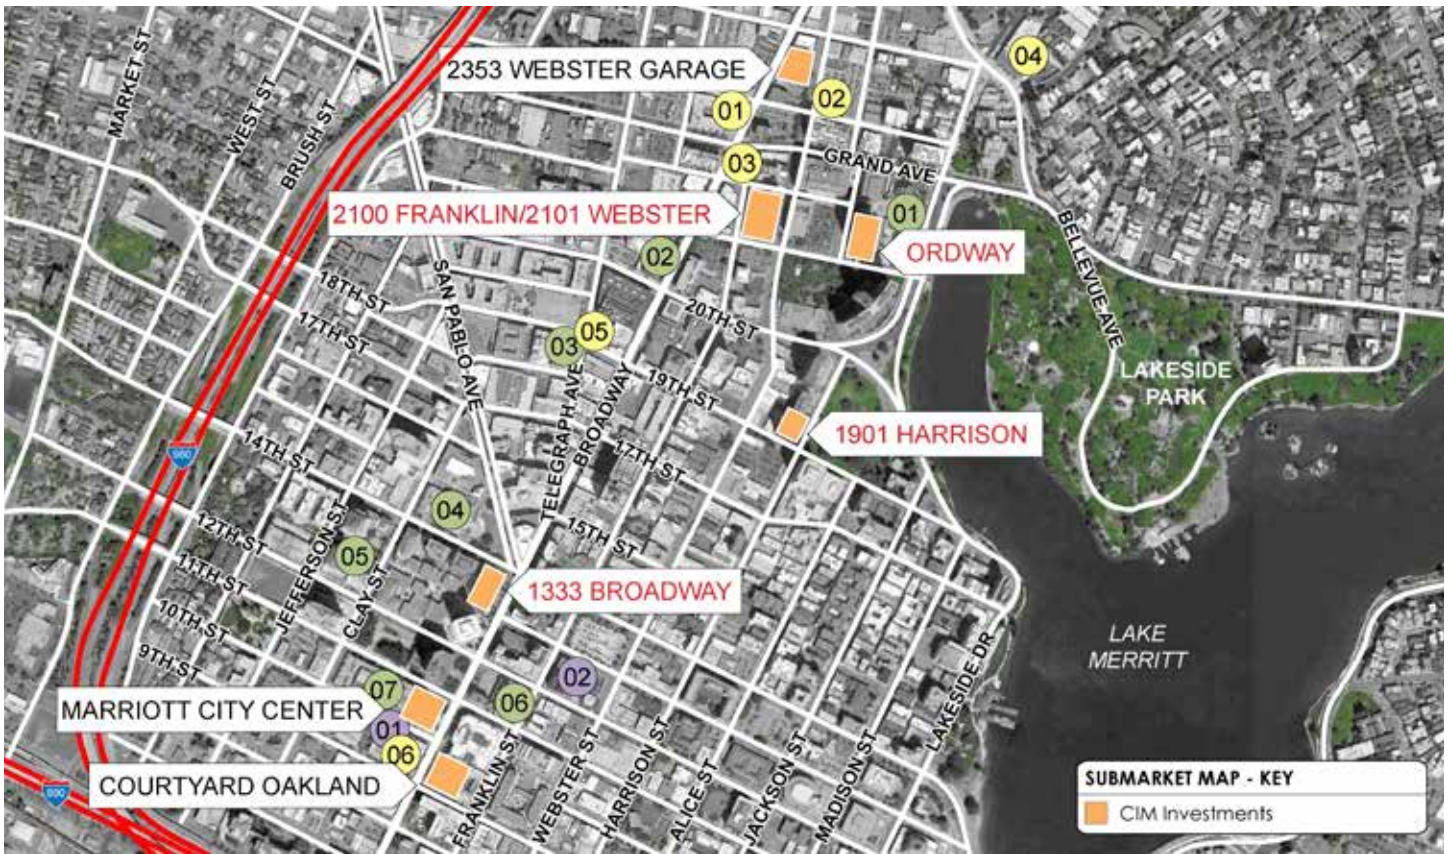 MARKET ST
WEST ST
BRUSH ST
2353 WEBSTER GARAGE
04
01
02
03
GRAND AVE
2100 FRANKLIN/2101 WEBSTER
01
ORDWAY
02
BELLEVUE AVE
18TH ST
17TH ST
SAN PABLO AVE
20TH ST
03
05
TELEGRAPH AVE
BROADWAY
19TH ST
17TH ST
LAKESIDE
PARK
1901 HARRISON
980
14TH ST
12TH ST
11TH ST
10TH ST
9TH ST
04
05
JEFFERSON ST
CLAY ST
15TH ST
1333 BROADWAY
LAKE
MERRITT
LAKESIDE DR
07
02
06
MARRIOTT CITY CENTER
01
06
COURTYARD OAKLAND
FRANKLIN ST
WEBSTER ST
HARRISON ST
ALICE ST
JACKSON ST
MADISON ST
880
SUBMARKET MAP - KEY
CIM Investments